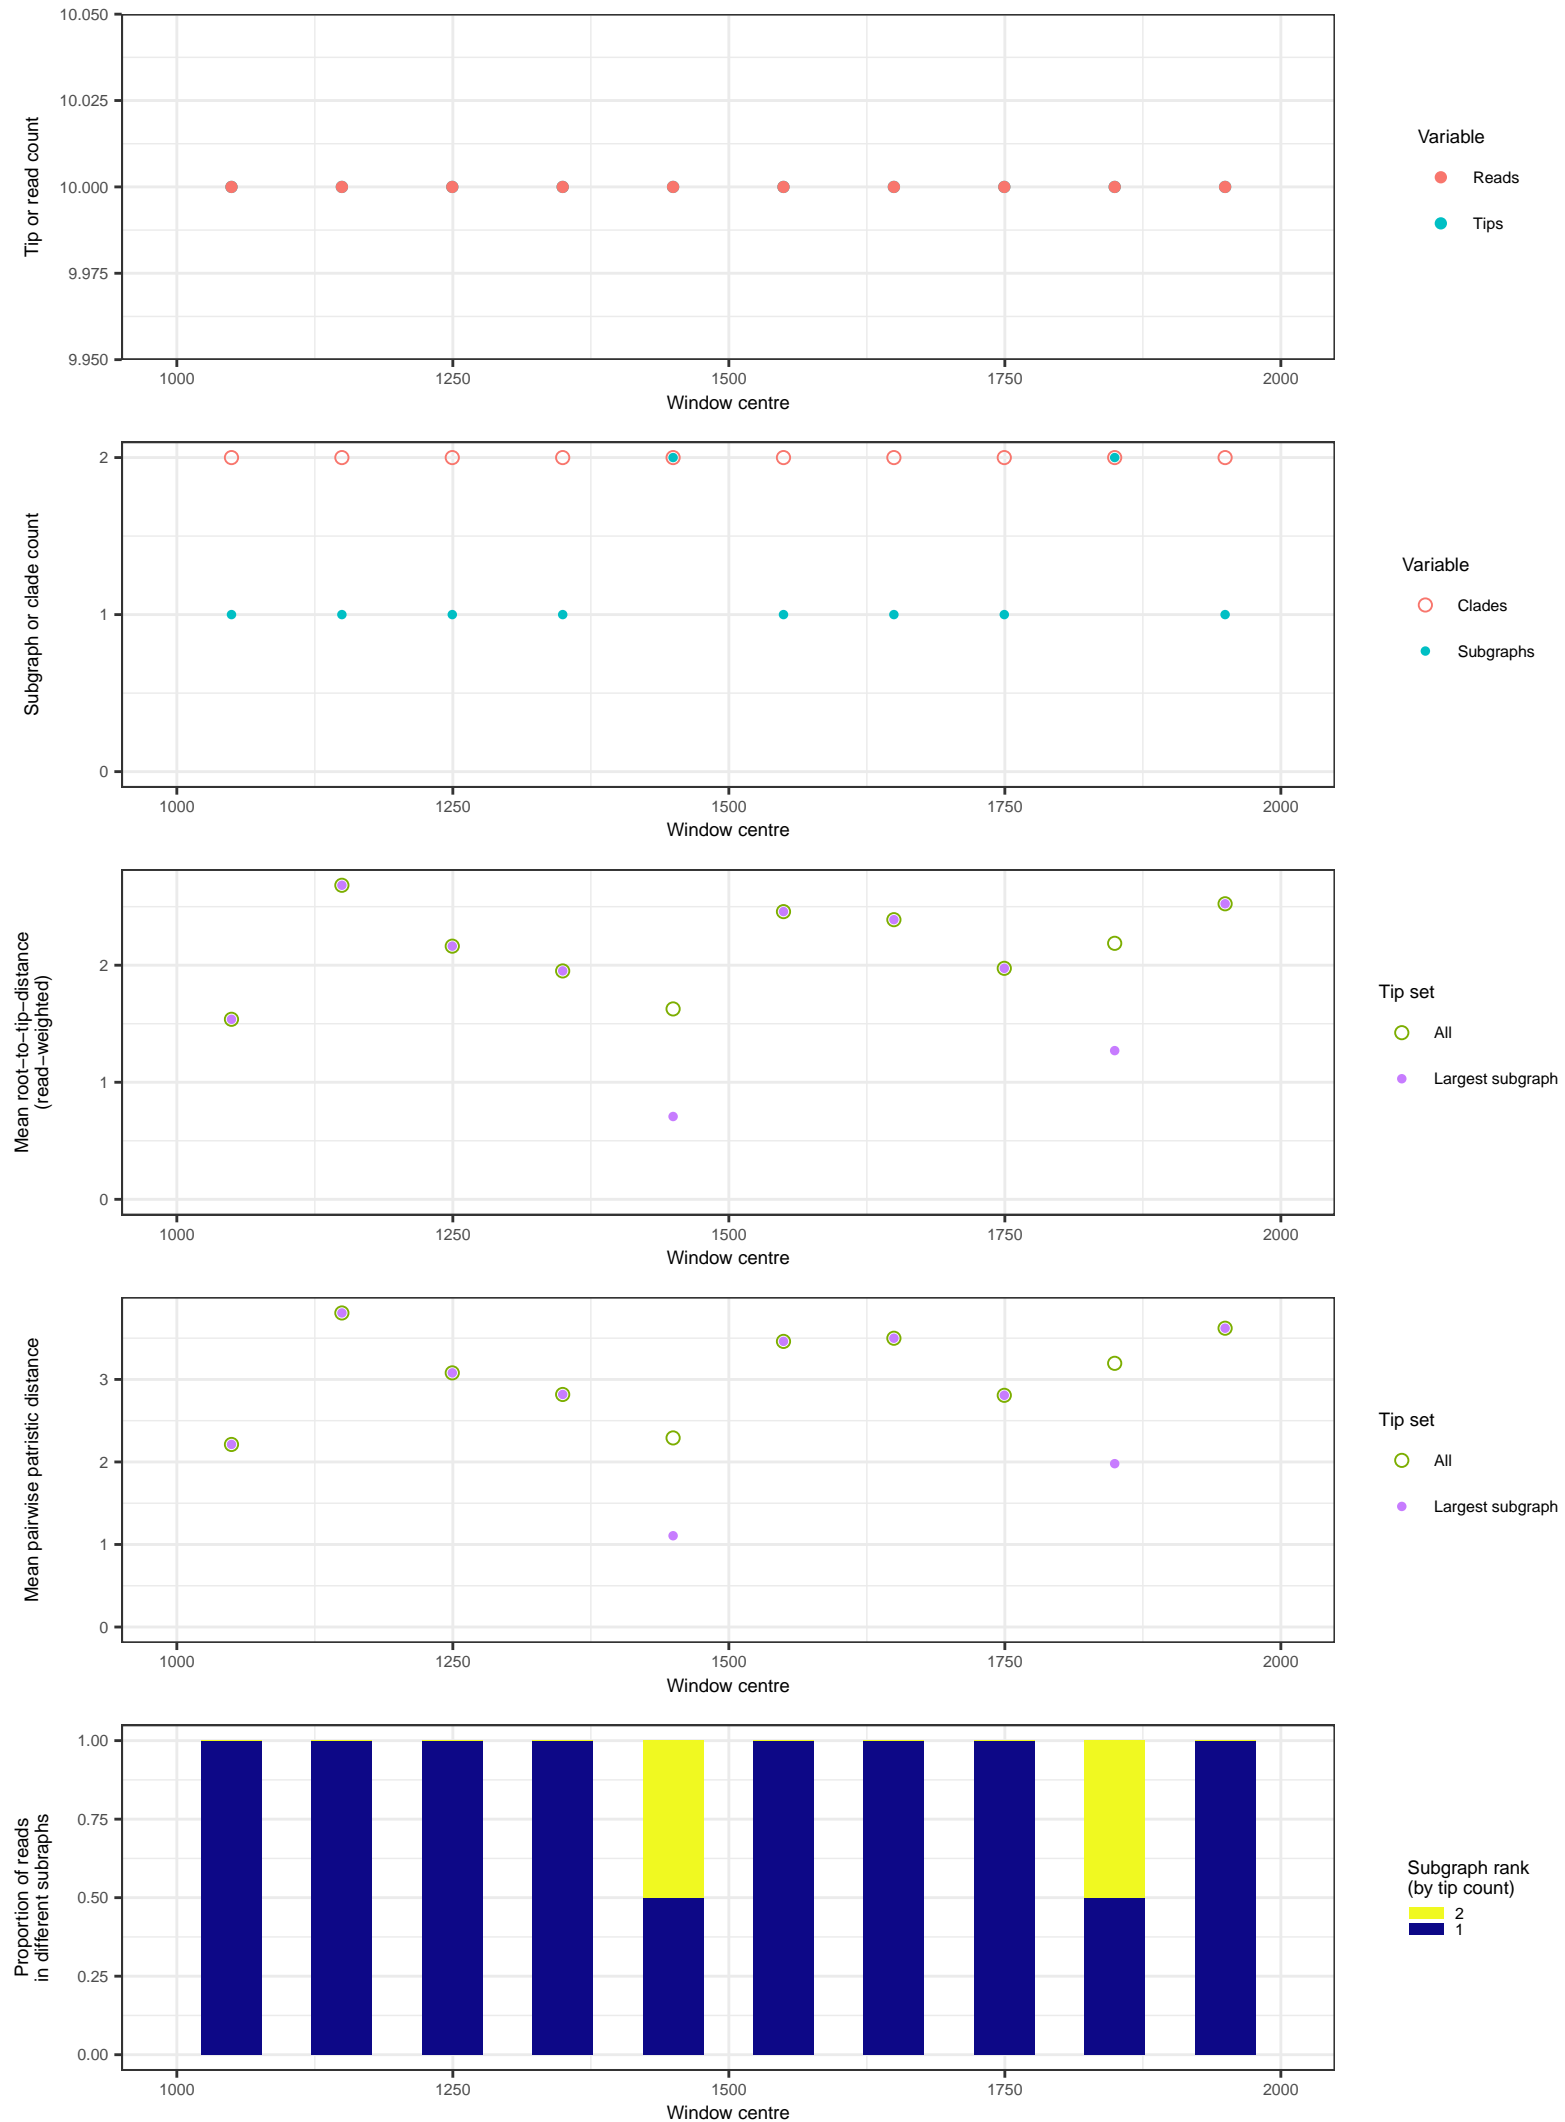 10.050
10.025
10.000
9.975
9.950
Tip or read count
1000 1250 1500 1750 2000
Window centre
Variable
Reads
Tips
2
1
0
Subgraph or clade count
1000 1250 1500 1750 2000
Window centre
Variable
Clades
Subgraphs
2
1
0
Mean root−to−tip−distance
(read−weighted)
1000 1250 1500 1750 2000
Window centre
Tip set
All
Largest subgraph
3
2
1
0
Mean pairwise patristic distance
1000 1250 1500 1750 2000
Window centre
Tip set
All
Largest subgraph
1.00
0.75
0.50
0.25
0.00
Proportion of reads
in different subraphs
1000 1250 1500 1750 2000
Window centre
Subgraph rank
(by tip count)
2
1